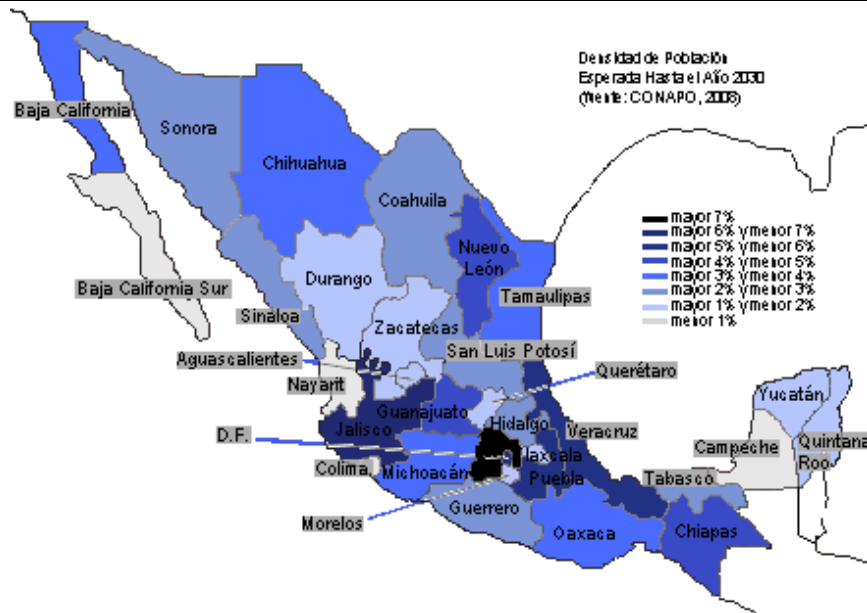 Densidad de Población
Esperada Hasta el Año 2030
(fuente: CONAPO, 2008)
Baja California
Sonora
Chihuahua
Coahuila
mayor 7%
mayor 6% y menor 7%
mayor 5% y menor 6%
mayor 4% y menor 5%
mayor 3% y menor 4%
mayor 2% y menor 3%
mayor 1% y menor 2%
menor 1%
Nuevo
León
Durango
Baja California Sur
Tamaulipas
Sinaloa
Zacatecas
San Luis Potosí
Aguascalientes
Querétaro
Nayarit
Yucatán
Guanajuato
Hidalgo
Jalisco
Veracruz
D.F.
Campeche
Quintana
Roo
Tlaxcala
Colima
Michoacán
Puebla
Tabasco
Guerrero
Morelos
Oaxaca
Chiapas